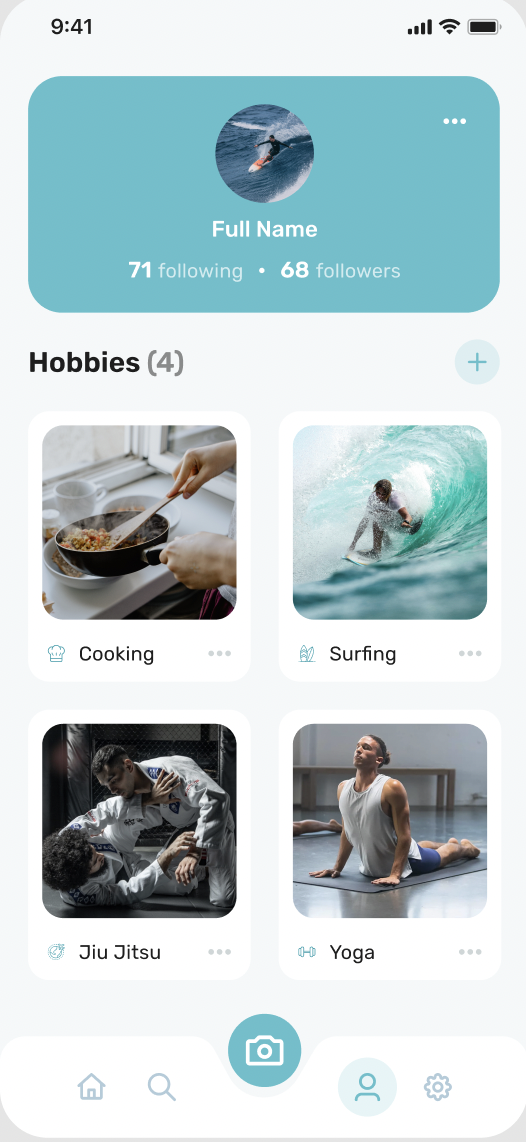 9:41
Full Name
71 following • 68 followers
Hobbies (4)
Cooking
Surfing
Jiu Jitsu
Yoga